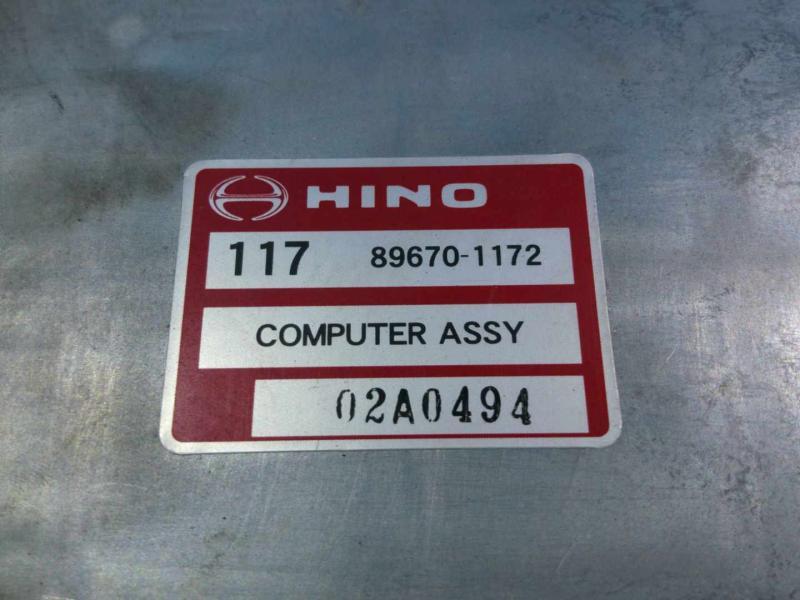 HINO
117 89670-1172
COMPUTER ASSY
02A0494